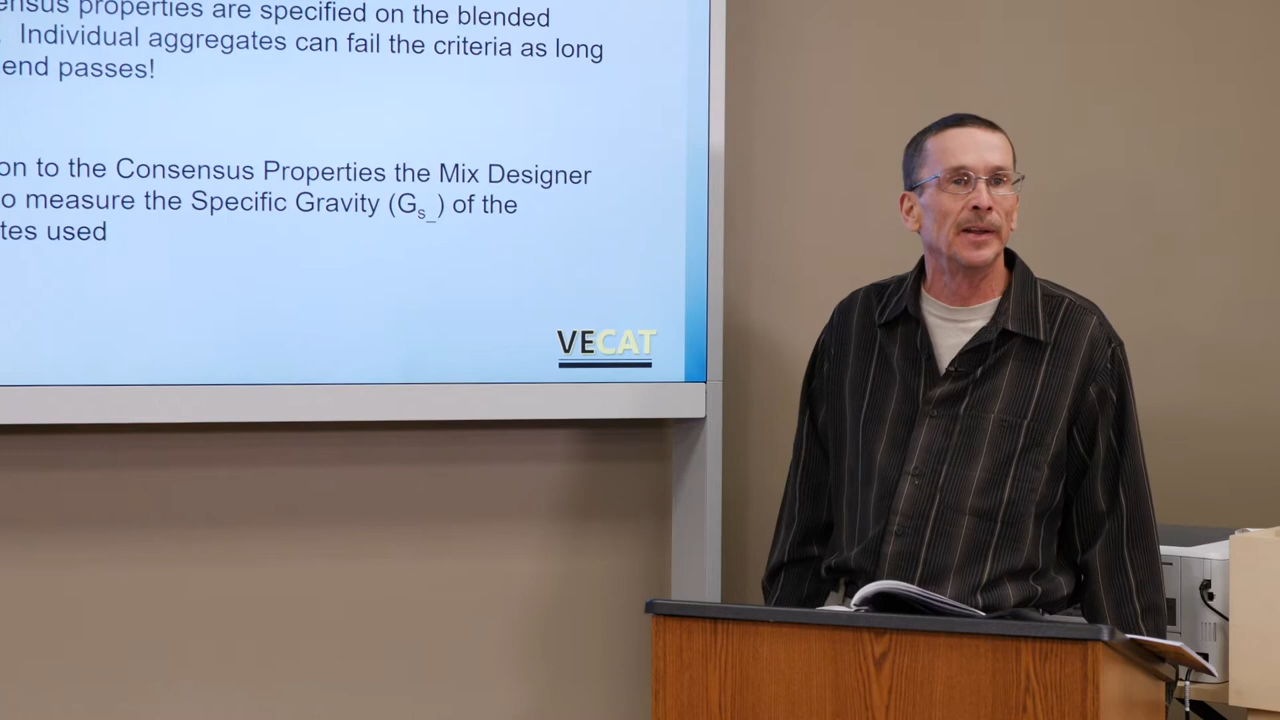 ensus properties are specified on the blended
. Individual aggregates can fail the criteria as long
end passes!
on to the Consensus Properties the Mix Designer
o measure the Specific Gravity (Gs_) of the
tes used
VECAT